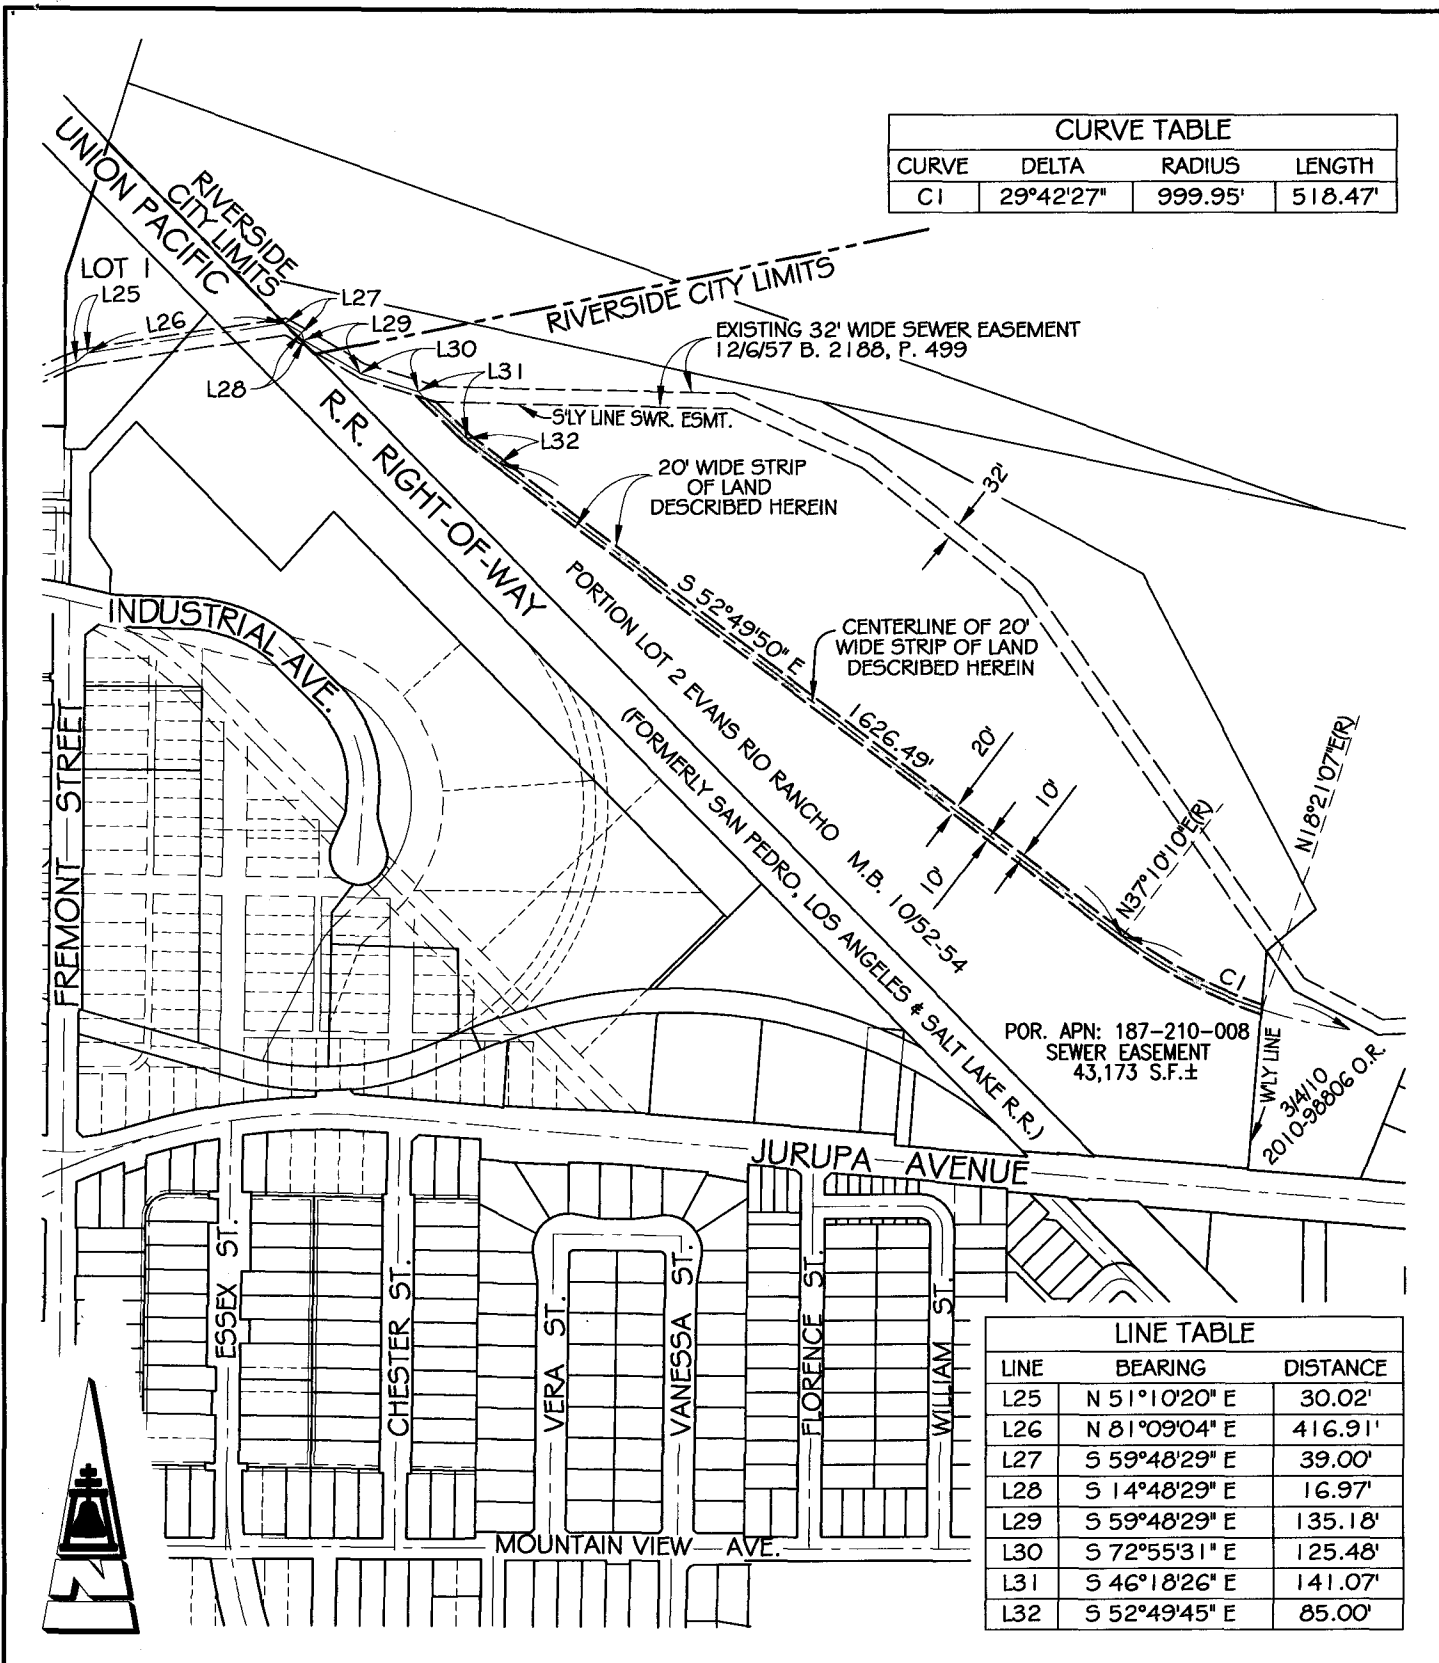 CURVE TABLE
CURVE DELTA RADIUS LENGTH
C1 29°42'27" 999.95' 518.47'
UNION PACIFIC
RIVERSIDE
CITY LIMITS
LOT 1
L25
L26
L27
L28
L29
L30
L31
L32
RIVERSIDE CITY LIMITS
EXISTING 32' WIDE SEWER EASEMENT
12/6/57 B. 2188, P. 499
S'LY LINE SWR. ESMT.
R.R. RIGHT-OF-WAY
20' WIDE STRIP
OF LAND
DESCRIBED HEREIN
32'
S 52°49'50" E
1626.49'
CENTERLINE OF 20'
WIDE STRIP OF LAND
DESCRIBED HEREIN
PORTION LOT 2 EVANS RIO RANCHO M.B. 10/52-54
(FORMERLY SAN PEDRO, LOS ANGELES & SALT LAKE R.R.)
INDUSTRIAL AVE.
FREMONT STREET
20'
10'
10'
N37°10'10"E(R)
N18°21'07"E(R)
C1
POR. APN: 187-210-008
SEWER EASEMENT
43,173 S.F.±
W'LY LINE
3/4/10
2010-98806 O.R.
JURUPA AVENUE
ESSEX ST.
CHESTER ST.
VERA ST.
VANESSA ST.
FLORENCE ST.
WILLIAM ST.
MOUNTAIN VIEW AVE.
LINE TABLE
LINE BEARING DISTANCE
L25 N 51°10'20" E 30.02'
L26 N 81°09'04" E 416.91'
L27 S 59°48'29" E 39.00'
L28 S 14°48'29" E 16.97'
L29 S 59°48'29" E 135.18'
L30 S 72°55'31" E 125.48'
L31 S 46°18'26" E 141.07'
L32 S 52°49'45" E 85.00'
N